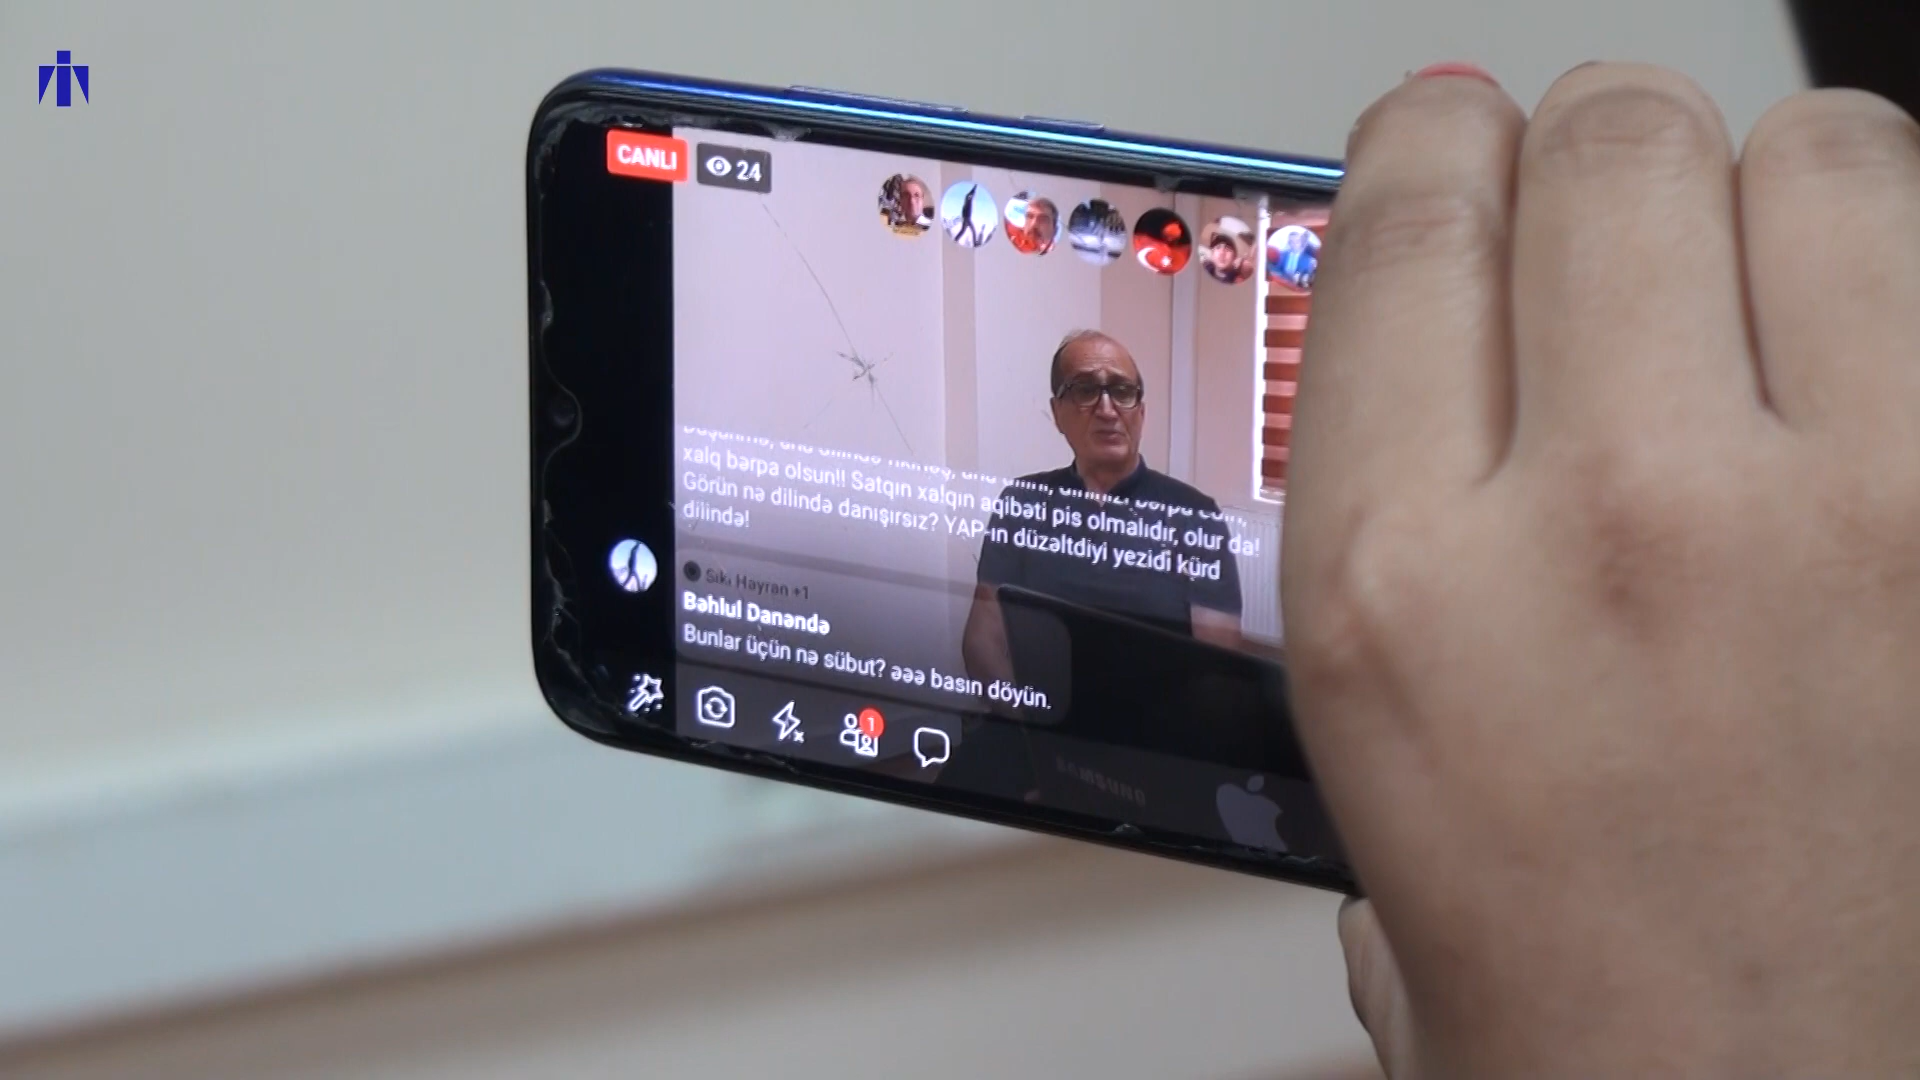 CANLI
24
xalq bərpa olsun!! Satqın xalqın aqibəti pis olmalıdır, olur da!
Görün nə dilində danışırsız? YAP-ın düzəltdiyi yezidi kürd
dilində!
Hayran +1
Bəhlul Danəndə
Bunlar üçün nə sübut? əəə basın döyün.
1
SAMSUNG